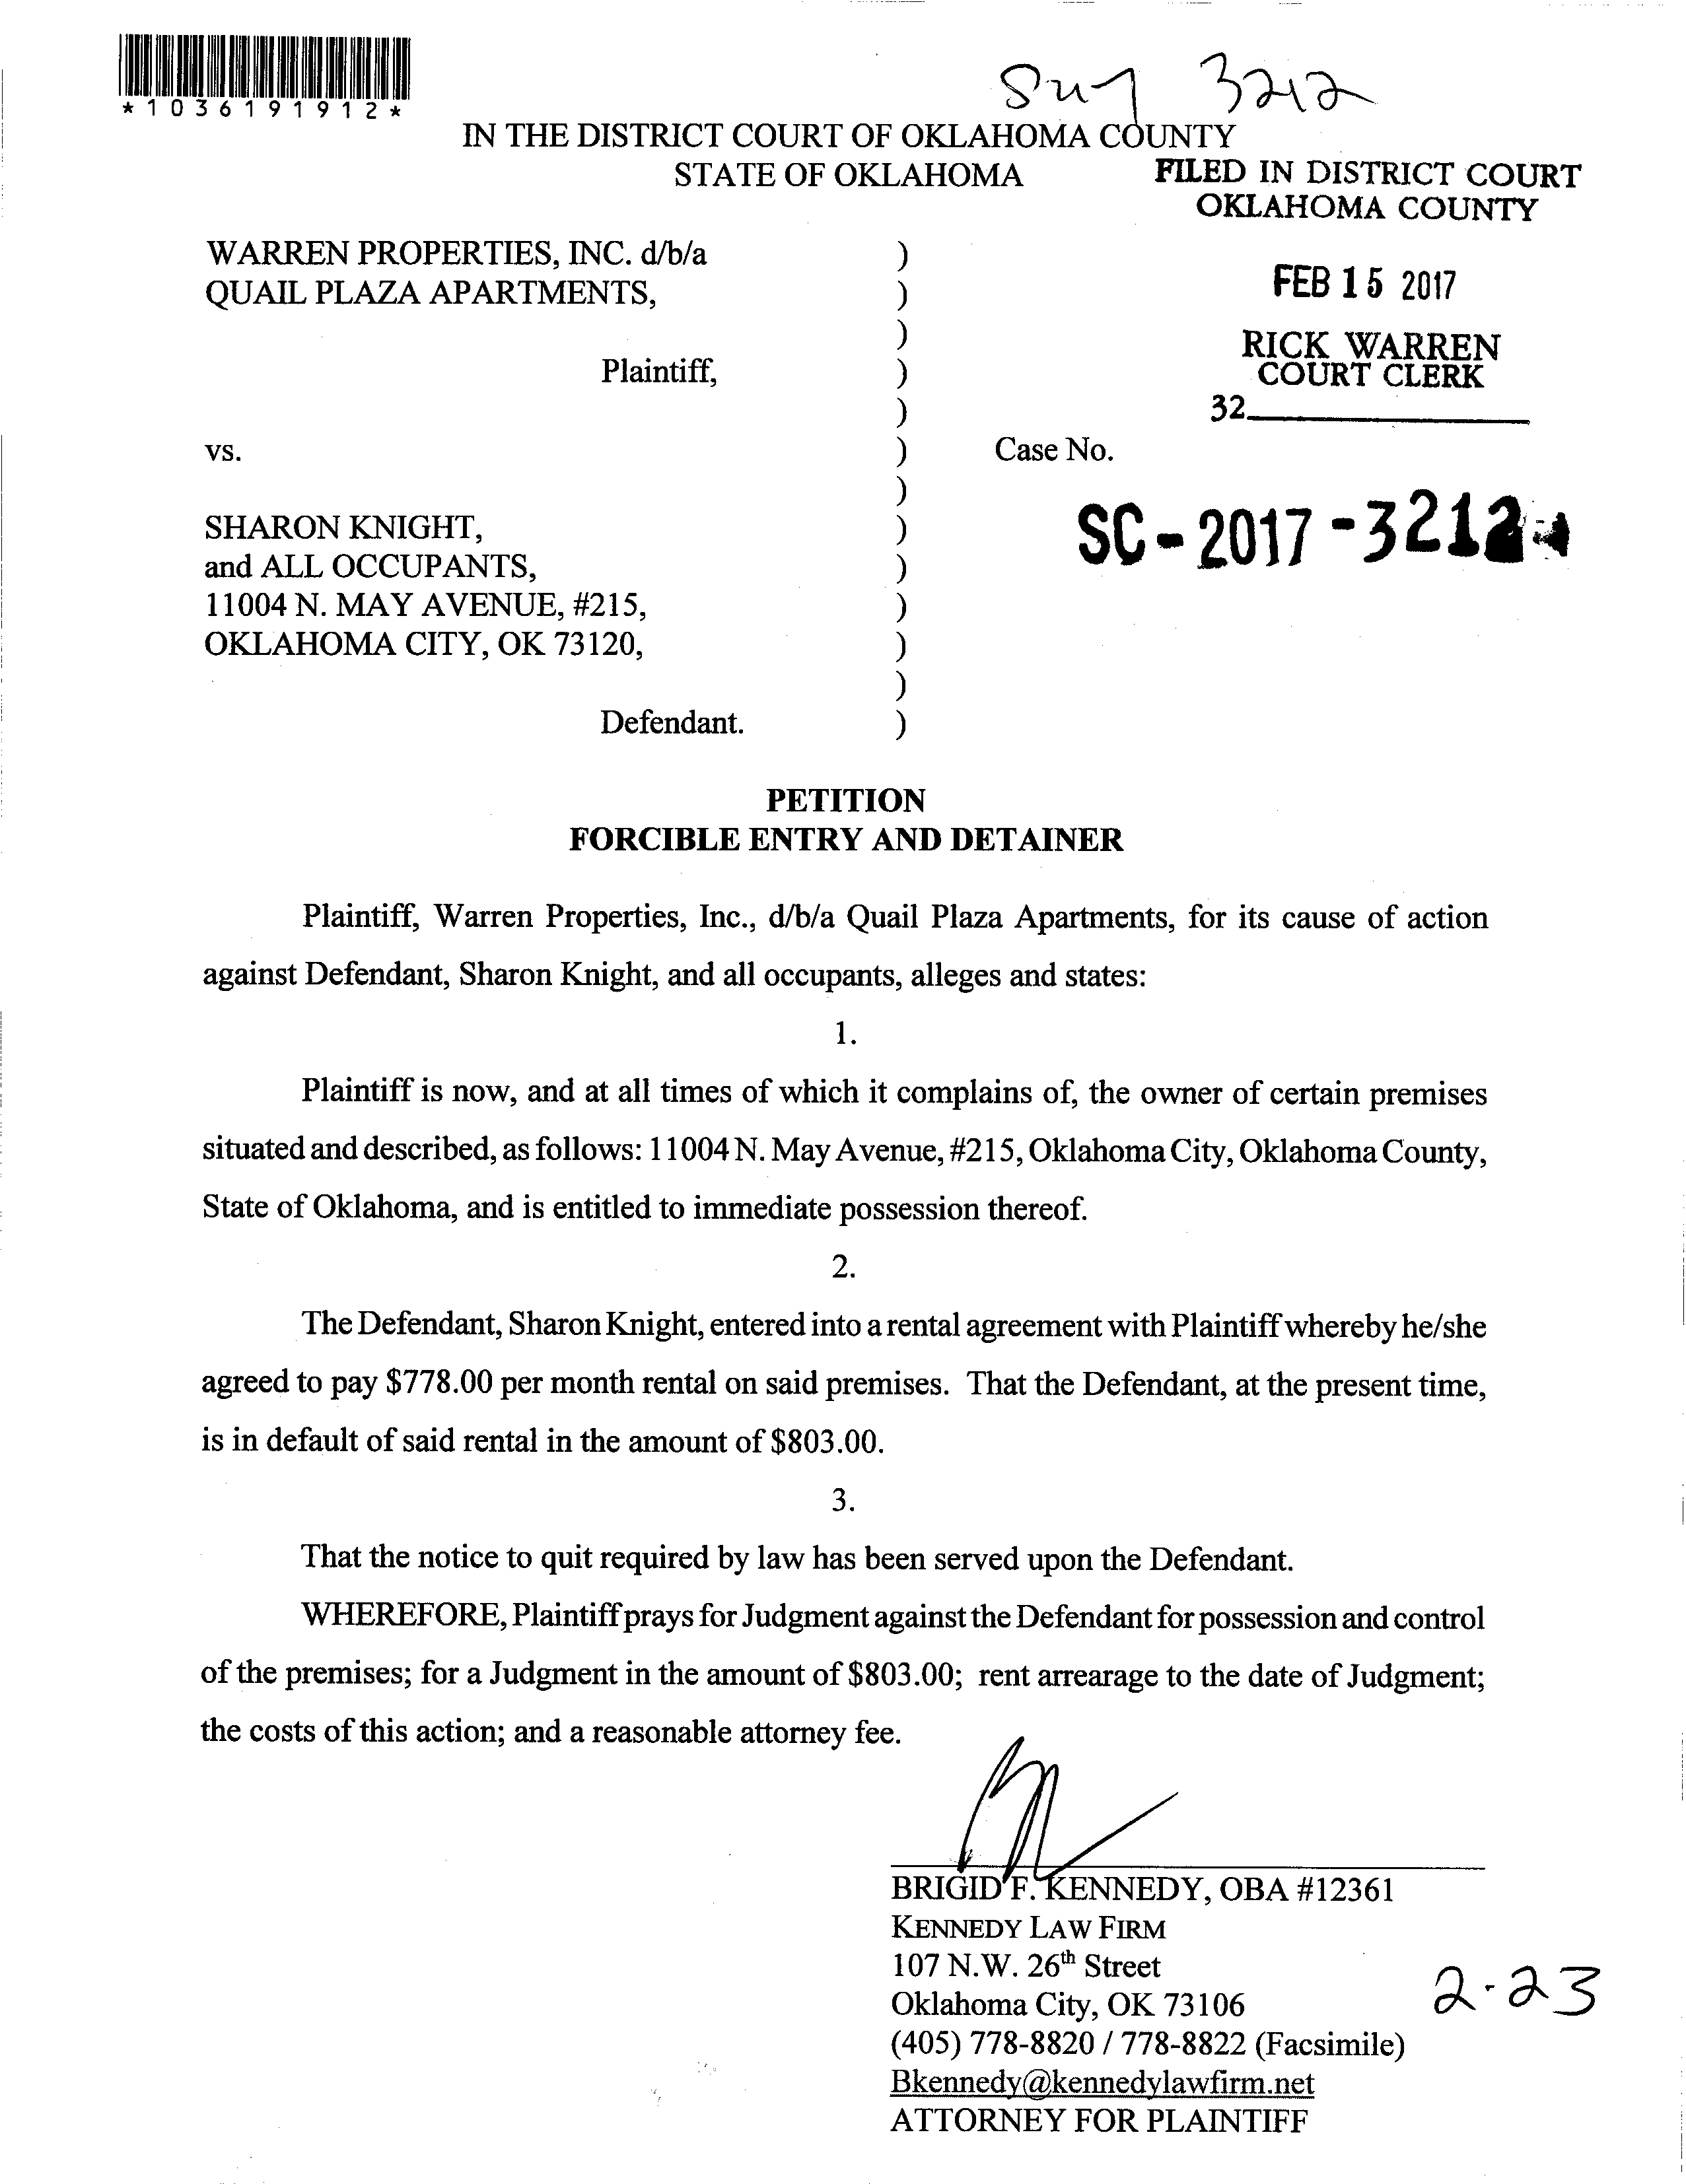 *1036191912*
3212
IN THE DISTRICT COURT OF OKLAHOMA COUNTY
STATE OF OKLAHOMA
FILED IN DISTRICT COURT
OKLAHOMA COUNTY
WARREN PROPERTIES, INC. d/b/a )
QUAIL PLAZA APARTMENTS, )
FEB 15 2017
)
RICK WARREN
COURT CLERK
Plaintiff, )
32
)
vs. ) Case No.
)
SC-2017-3212
SHARON KNIGHT, )
and ALL OCCUPANTS, )
11004 N. MAY AVENUE, #215, )
OKLAHOMA CITY, OK 73120, )
)
Defendant. )
PETITION
FORCIBLE ENTRY AND DETAINER
Plaintiff, Warren Properties, Inc., d/b/a Quail Plaza Apartments, for its cause of action
against Defendant, Sharon Knight, and all occupants, alleges and states:
1.
Plaintiff is now, and at all times of which it complains of, the owner of certain premises
situated and described, as follows: 11004 N. May Avenue, #215, Oklahoma City, Oklahoma County,
State of Oklahoma, and is entitled to immediate possession thereof.
2.
The Defendant, Sharon Knight, entered into a rental agreement with Plaintiff whereby he/she
agreed to pay $778.00 per month rental on said premises. That the Defendant, at the present time,
is in default of said rental in the amount of $803.00.
3.
That the notice to quit required by law has been served upon the Defendant.
WHEREFORE, Plaintiff prays for Judgment against the Defendant for possession and control
of the premises; for a Judgment in the amount of $803.00; rent arrearage to the date of Judgment;
the costs of this action; and a reasonable attorney fee.
BRIGID F. KENNEDY, OBA #12361
KENNEDY LAW FIRM
107 N.W. 26th Street
Oklahoma City, OK 73106
2-23
(405) 778-8820 / 778-8822 (Facsimile)
Bkennedy@kennedylawfirm.net
ATTORNEY FOR PLAINTIFF